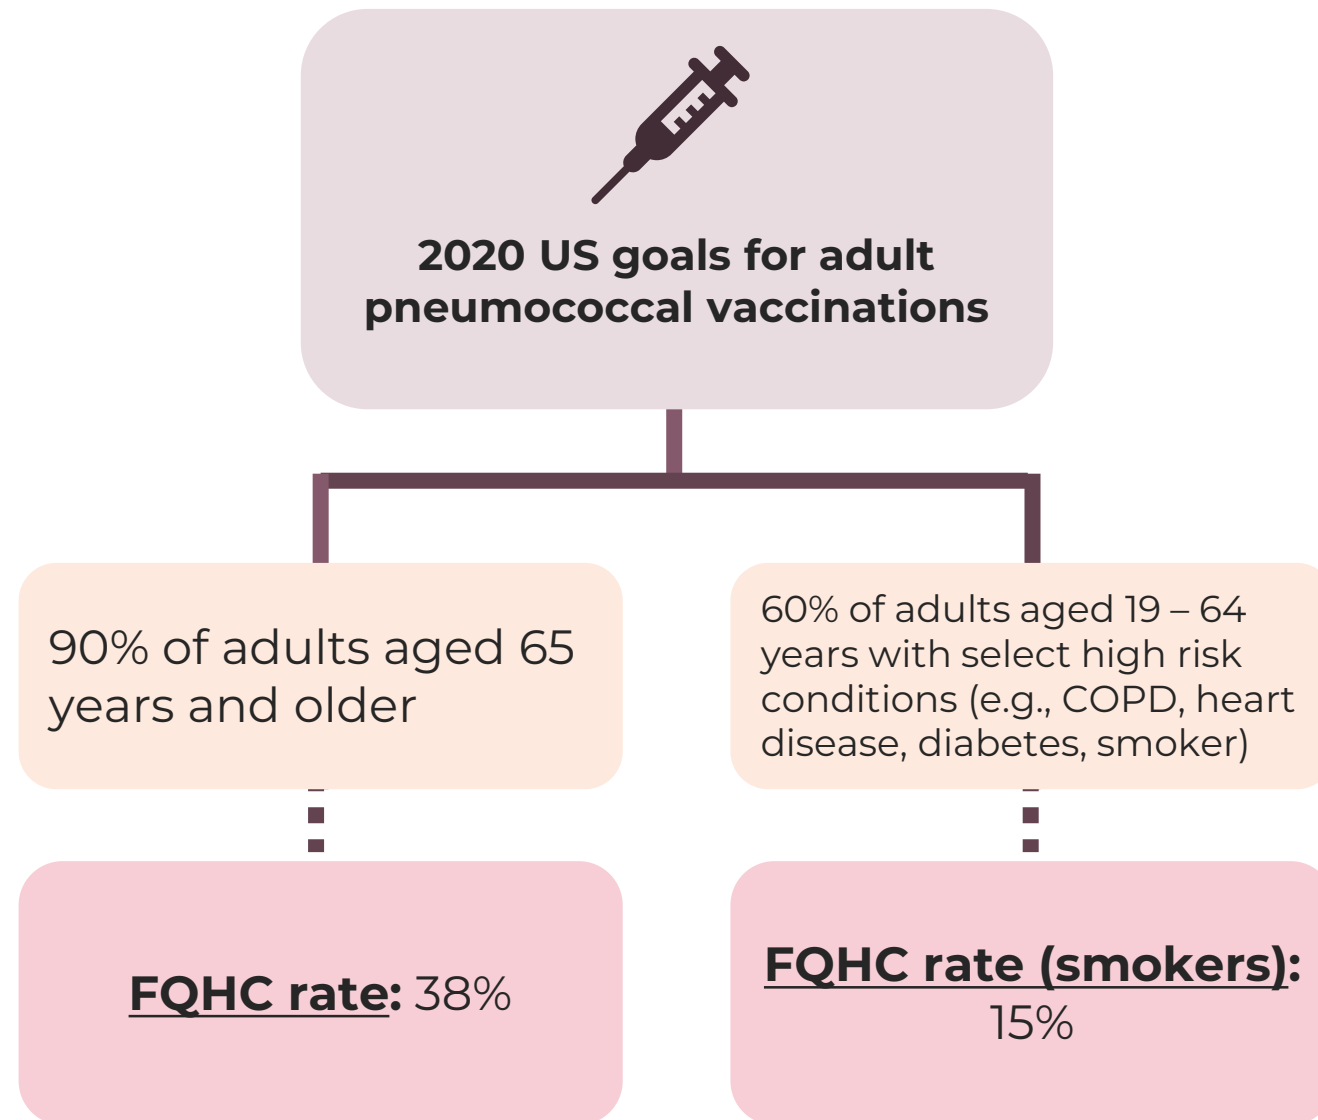 2020 US goals for adult
pneumococcal vaccinations
90% of adults aged 65
years and older
60% of adults aged 19 – 64
years with select high risk
conditions (e.g., COPD, heart
disease, diabetes, smoker)
FQHC rate: 38%
FQHC rate (smokers):
15%